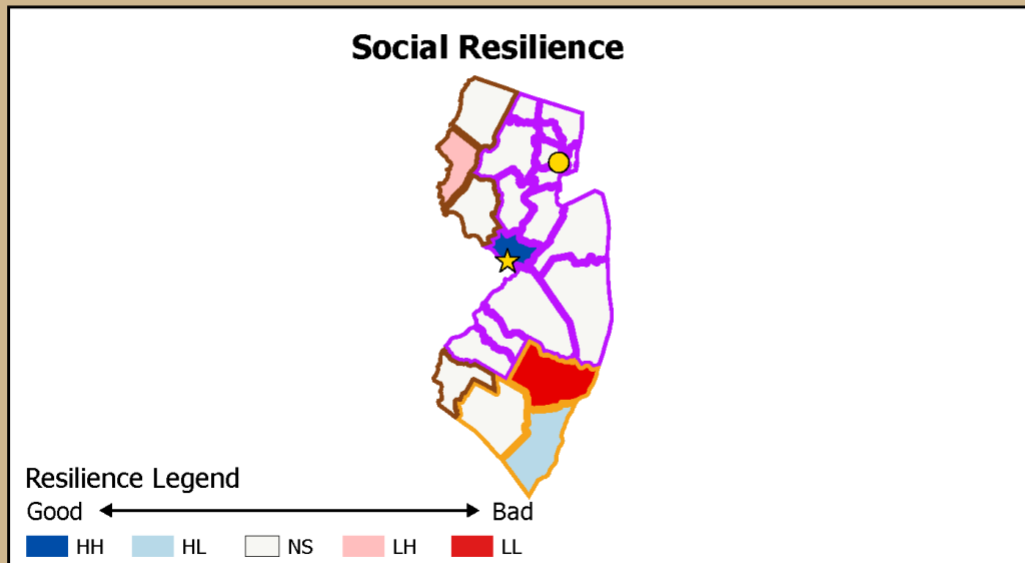 Social Resilience
Resilience Legend
Good Bad
HH HL NS LH LL